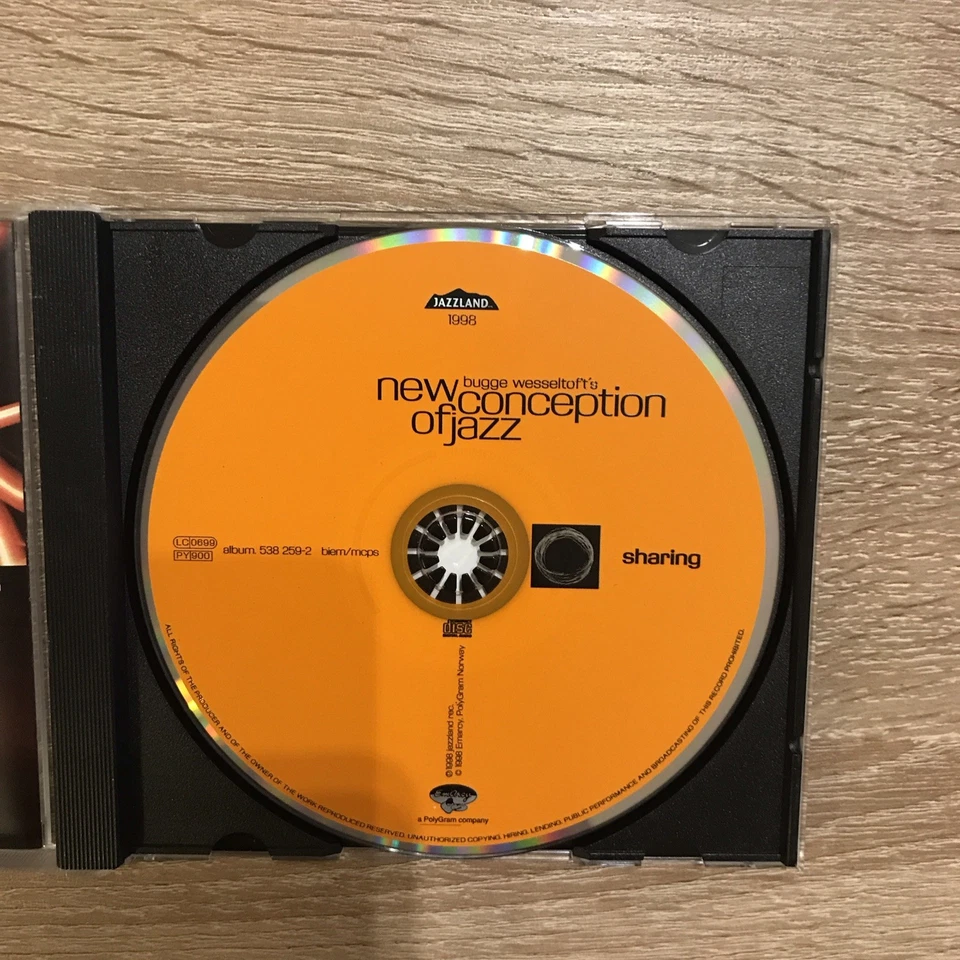 JAZZLAND
1998
bugge wesseltoft's
new conception
of jazz
LC 0699
PY 900
album. 538 259-2 biem/mcps
sharing
disc
℗ 1998 jazzland rec.
© 1998 Emarcy, PolyGram Norway
a PolyGram company
ALL RIGHTS OF THE PRODUCER AND OF THE OWNER OF THE WORK REPRODUCED RESERVED. UNAUTHORIZED COPYING, HIRING, LENDING, PUBLIC PERFORMANCE AND BROADCASTING OF THIS RECORD PROHIBITED.